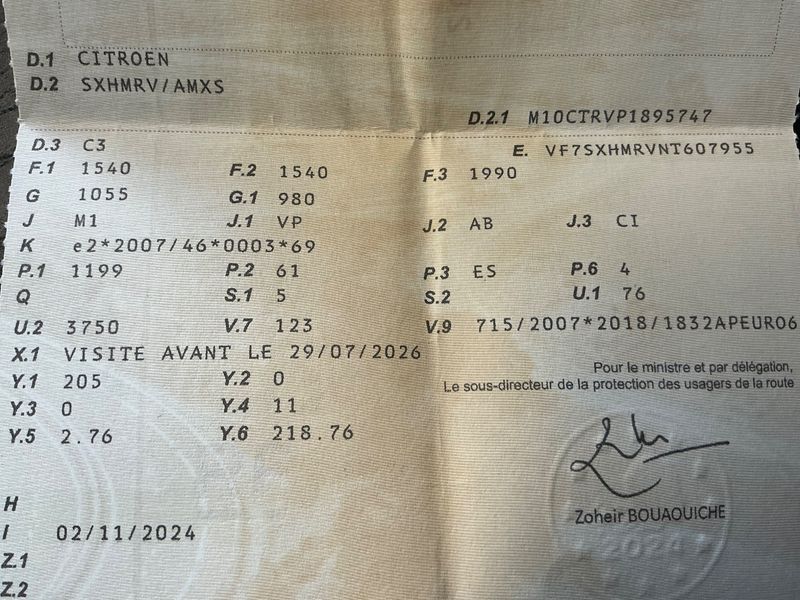 D.1 CITROEN
D.2 SXHMRV/AMXS
D.2.1 M10CTRVP1895747
D.3 C3 E. VF7SXHMRVNT607955
F.1 1540 F.2 1540 F.3 1990
G 1055 G.1 980
J M1 J.1 VP J.2 AB J.3 CI
K e2*2007/46*0003*69
P.1 1199 P.2 61 P.3 ES P.6 4
Q S.1 5 S.2 U.1 76
U.2 3750 V.7 123 V.9 715/2007*2018/1832APEURO6
X.1 VISITE AVANT LE 29/07/2026
Pour le ministre et par délégation,
Y.1 205 Y.2 0 Le sous-directeur de la protection des usagers de la route
Y.3 0 Y.4 11
Y.5 2.76 Y.6 218.76
H
Zoheir BOUAOUICHE
I 02/11/2024
2024
Z.1
Z.2